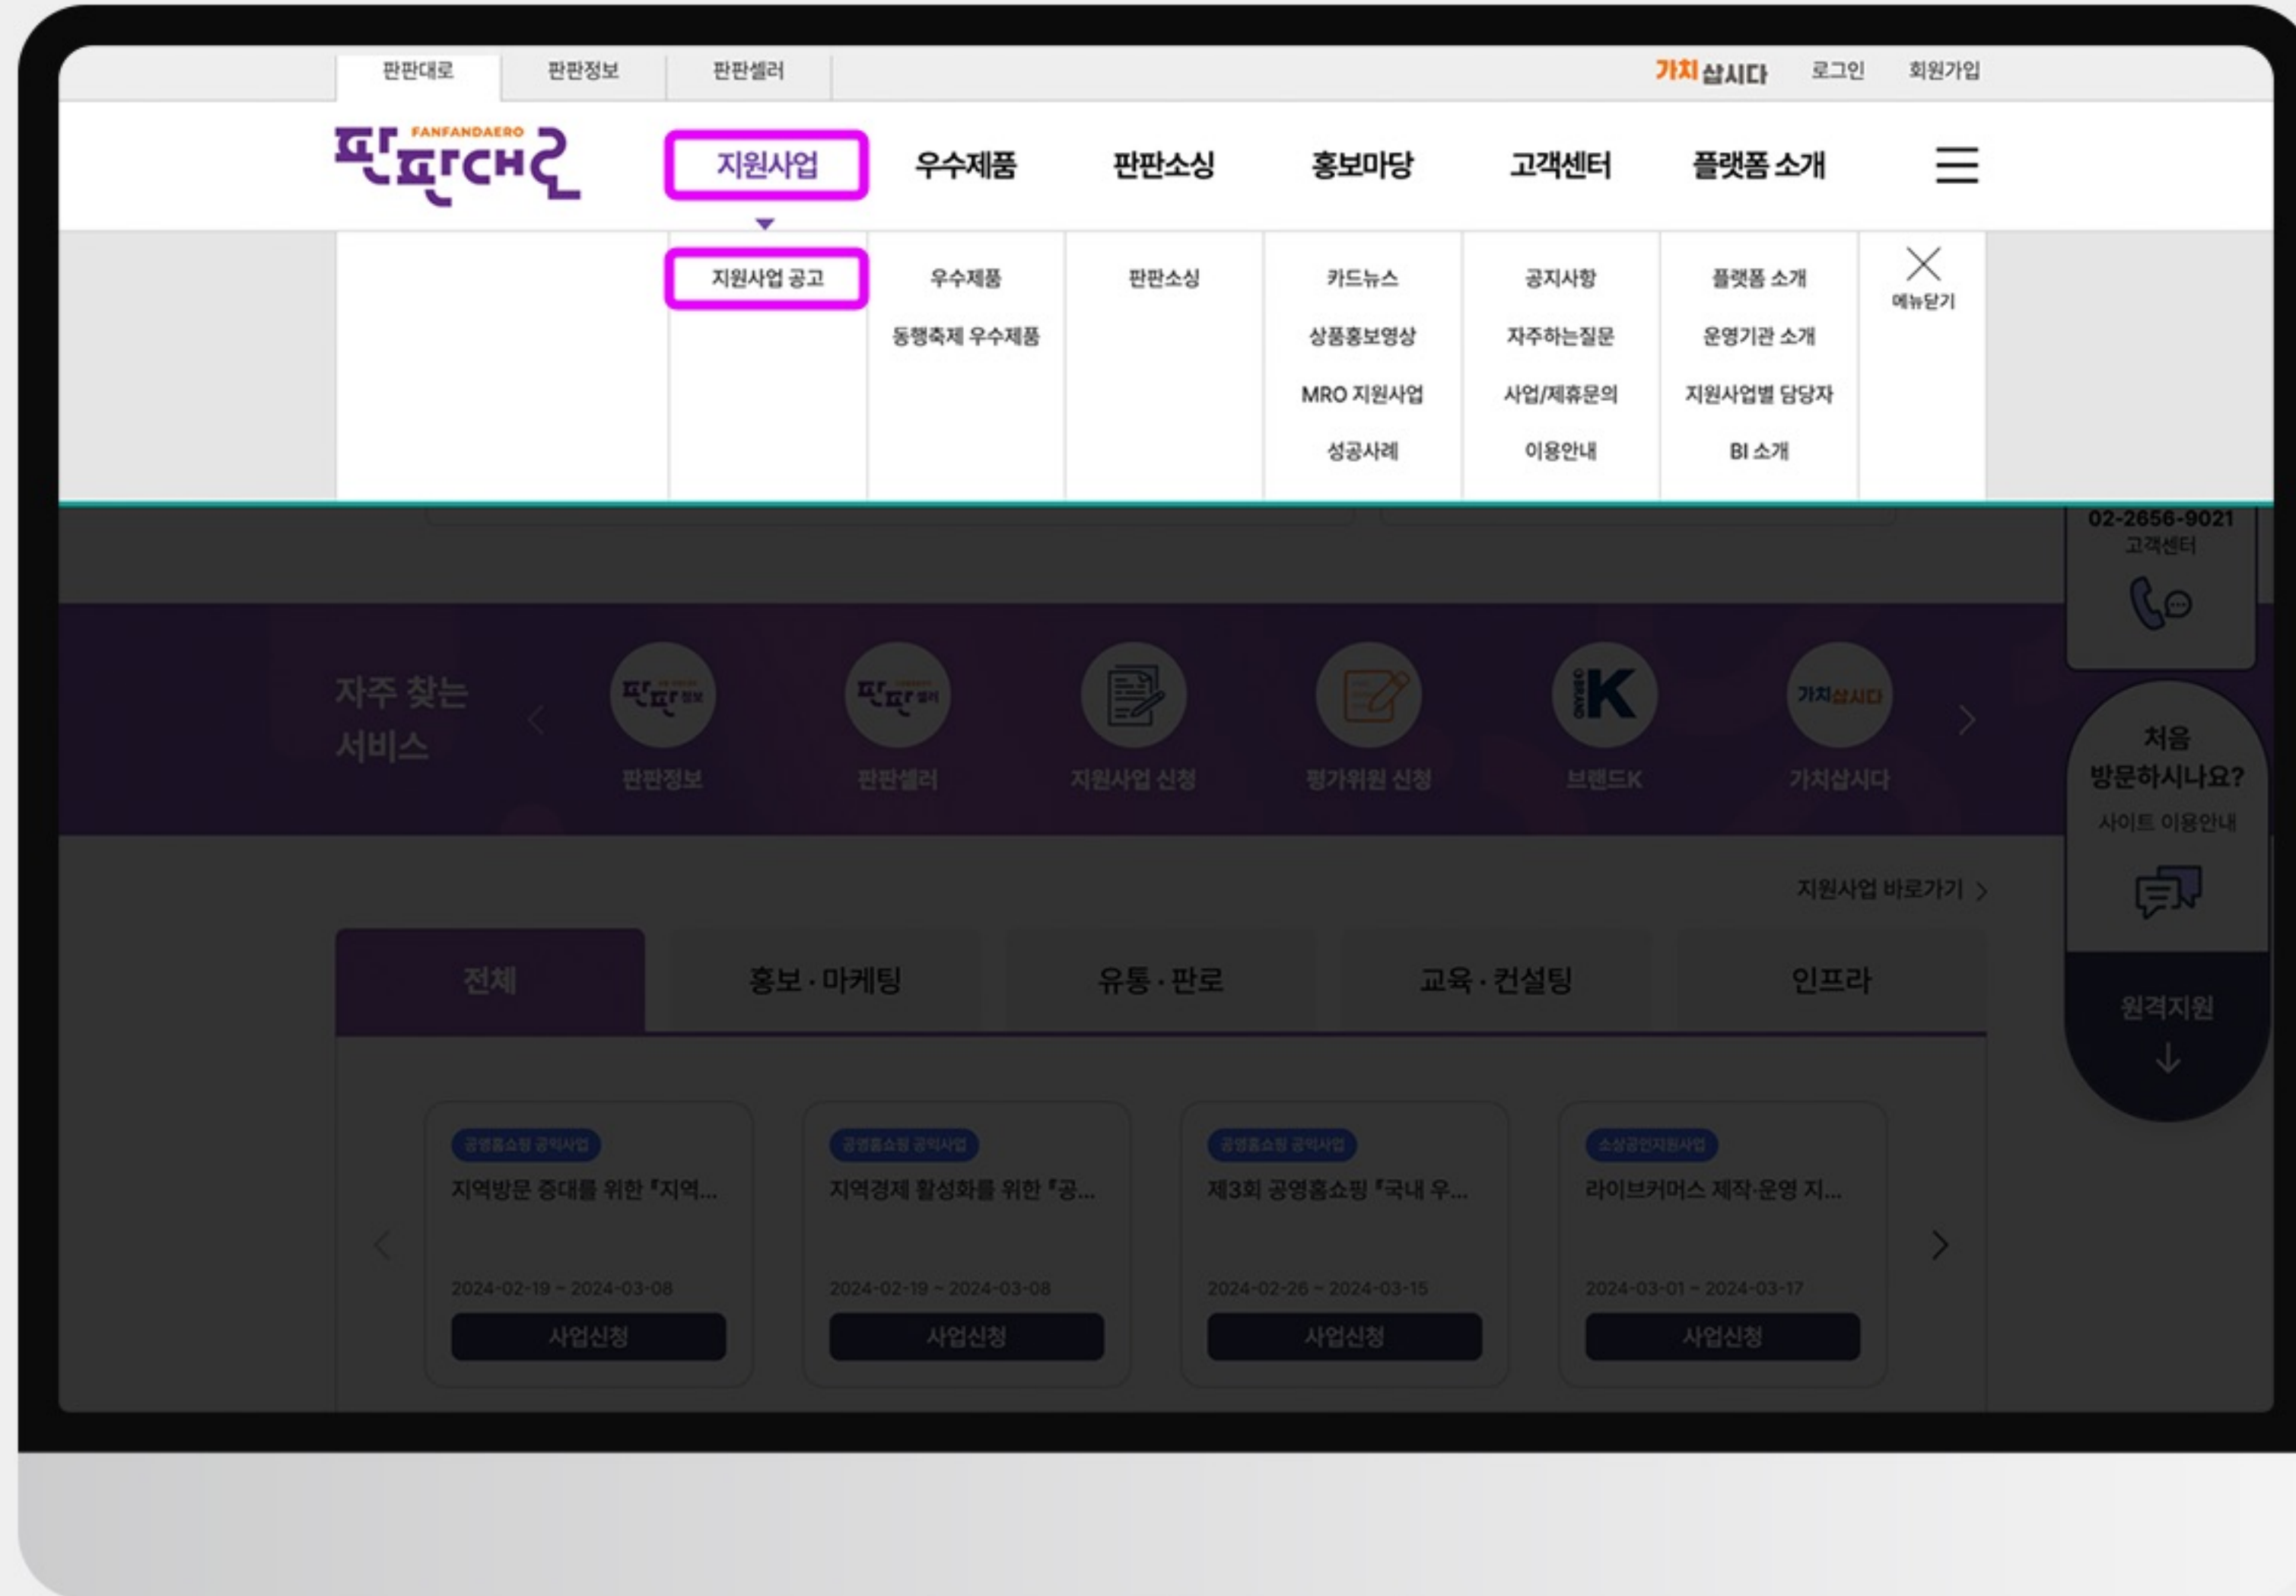 판판대로 판판정보 판판셀러 가치삽시다 로그인 회원가입
FANFANDAERO
판판대로
지원사업 우수제품 판판소싱 홍보마당 고객센터 플랫폼 소개
지원사업 공고 우수제품 판판소싱 카드뉴스 공지사항 플랫폼 소개
메뉴닫기
동행축제 우수제품 상품홍보영상 자주하는질문 운영기관 소개
MRO 지원사업 사업/제휴문의 지원사업별 담당자
성공사례 이용안내 BI 소개
02-2656-9021
고객센터
자주 찾는
서비스
판판정보
판판셀러
BRAND K
가치삽시다
판판정보 판판셀러 지원사업 신청 평가위원 신청 브랜드K 가치삽시다
처음
방문하시나요?
사이트 이용안내
원격지원
지원사업 바로가기
전체 홍보·마케팅 유통·판로 교육·컨설팅 인프라
공영홈쇼핑 공익사업 공영홈쇼핑 공익사업 공영홈쇼핑 공익사업 소상공인지원사업
지역방문 증대를 위한 『지역... 지역경제 활성화를 위한 『공... 제3회 공영홈쇼핑 『국내 우... 라이브커머스 제작·운영 지...
2024-02-19 ~ 2024-03-08 2024-02-19 ~ 2024-03-08 2024-02-26 ~ 2024-03-15 2024-03-01 ~ 2024-03-17
사업신청 사업신청 사업신청 사업신청